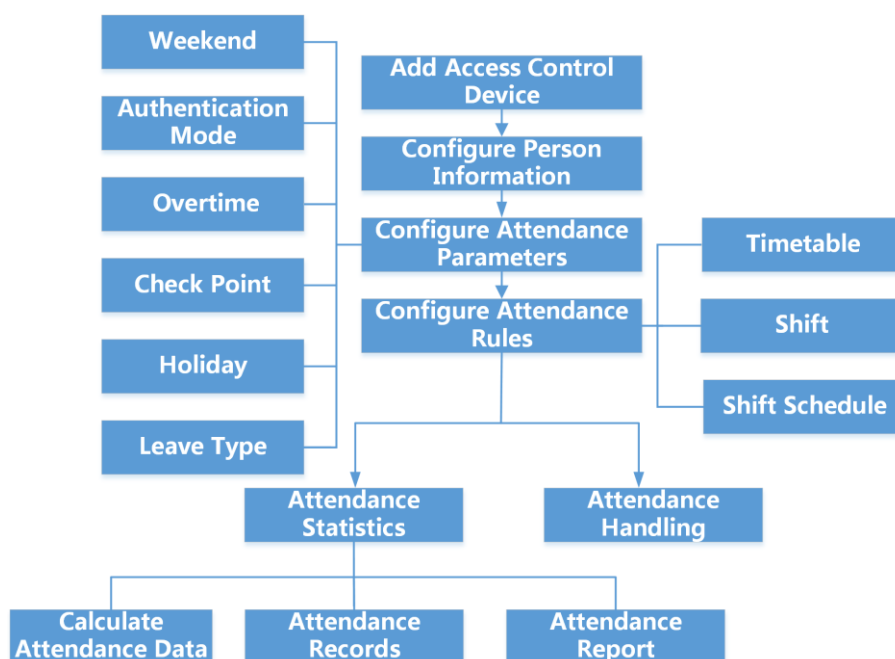 Weekend
Authentication
Mode
Overtime
Check Point
Holiday
Leave Type
Add Access Control
Device
Configure Person
Information
Configure Attendance
Parameters
Configure Attendance
Rules
Timetable
Shift
Shift Schedule
Attendance
Statistics
Attendance
Handling
Calculate
Attendance Data
Attendance
Records
Attendance
Report